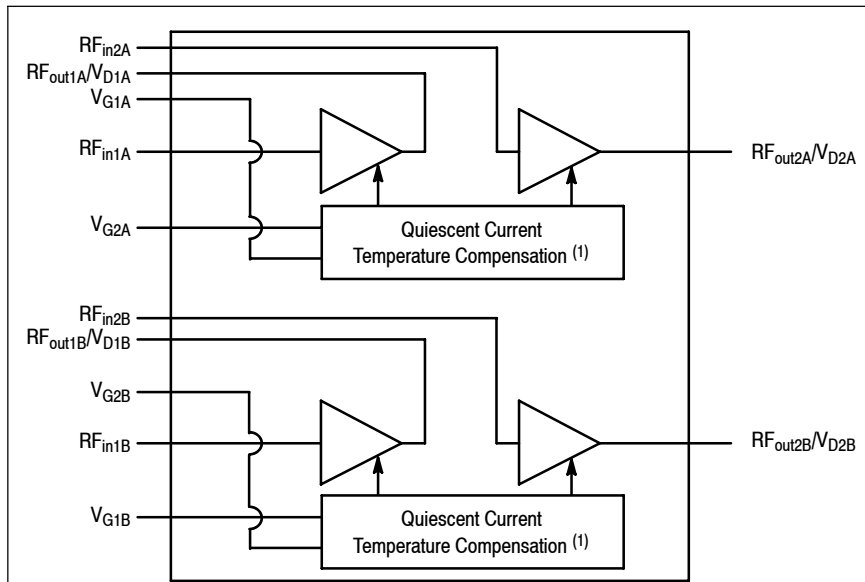 RFin2A
RFout1A/VD1A
VG1A
RFin1A
RFout2A/VD2A
VG2A
Quiescent Current
Temperature Compensation (1)
RFin2B
RFout1B/VD1B
VG2B
RFin1B
RFout2B/VD2B
VG1B
Quiescent Current
Temperature Compensation (1)